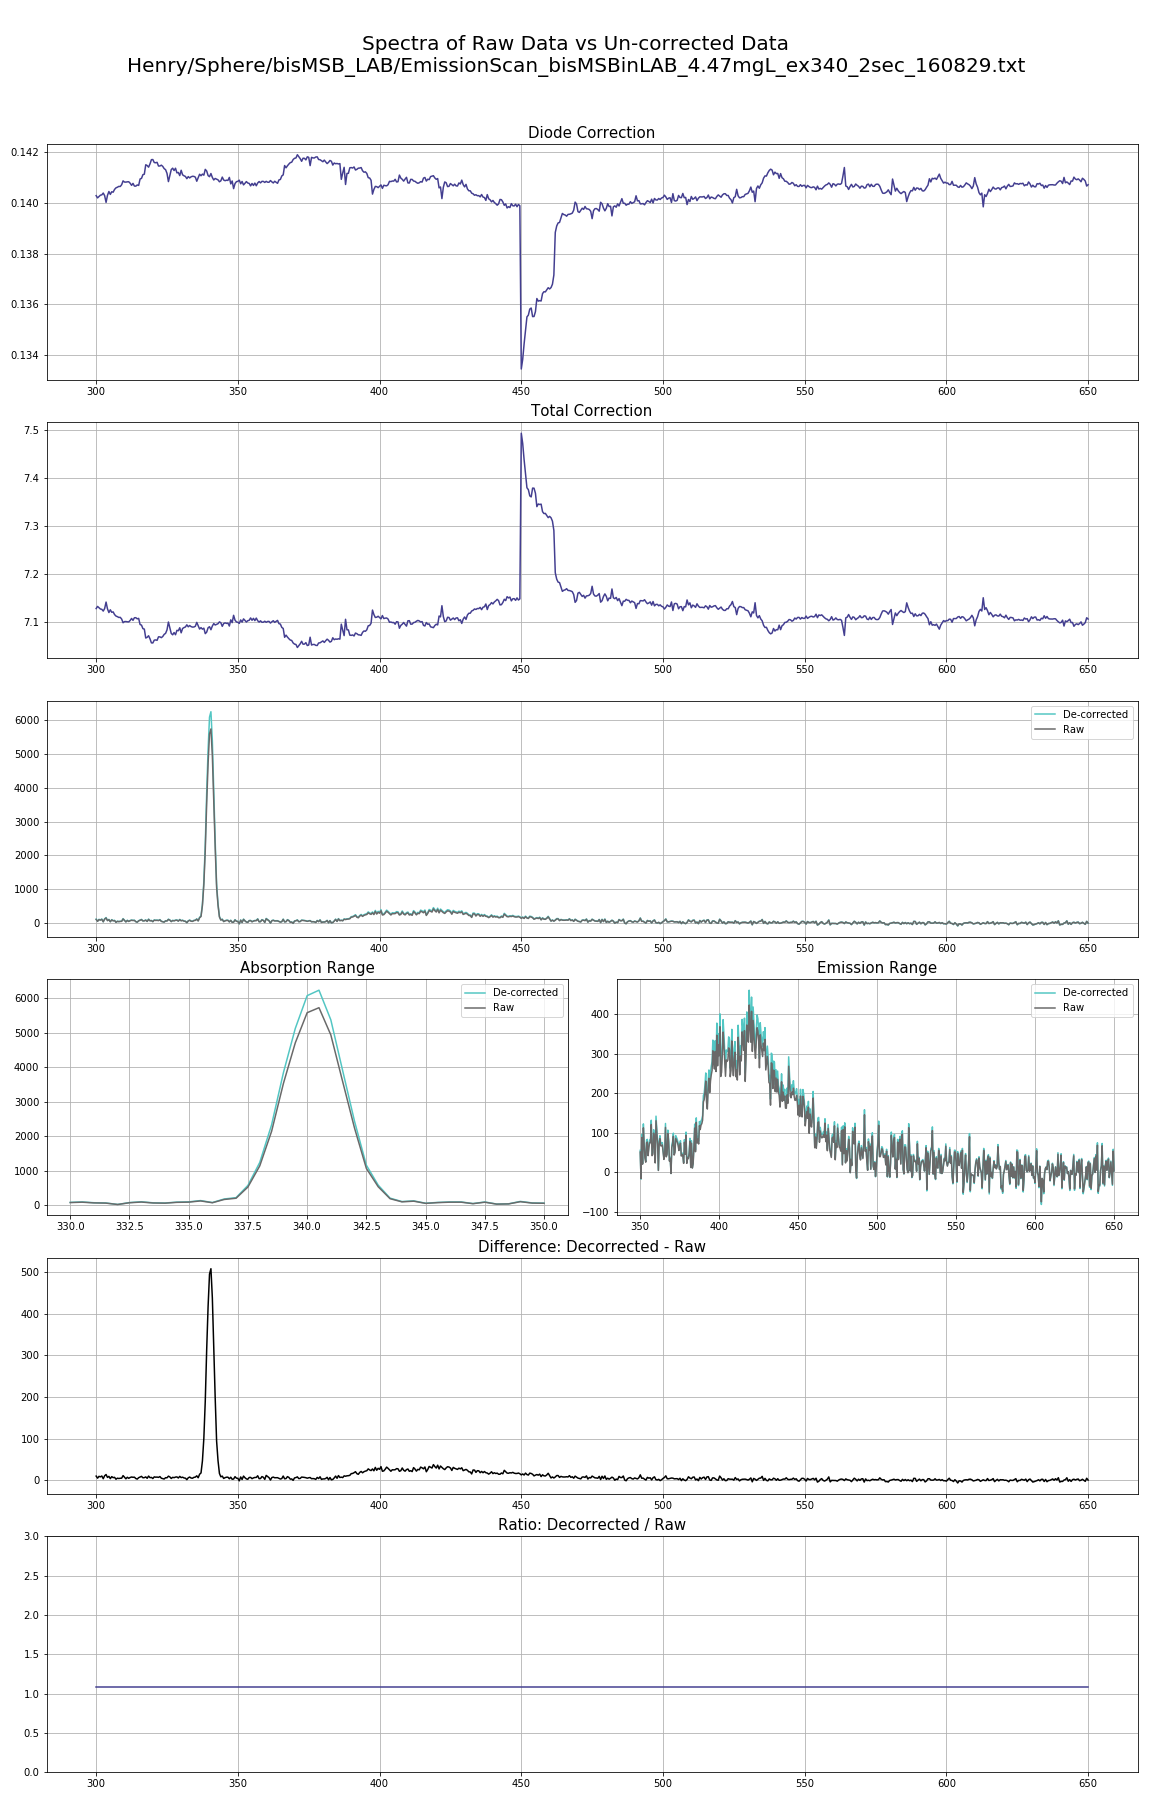 Spectra of Raw Data vs Un-corrected Data
Henry/Sphere/bisMSB_LAB/EmissionScan_bisMSBinLAB_4.47mgL_ex340_2sec_160829.txt
Diode Correction
0.142
0.140
0.138
0.136
0.134
300 350 400 450 500 550 600 650
Total Correction
7.5
7.4
7.3
7.2
7.1
300 350 400 450 500 550 600 650
De-corrected
Raw
6000
5000
4000
3000
2000
1000
0
300 350 400 450 500 550 600 650
Absorption Range
De-corrected
Raw
6000
5000
4000
3000
2000
1000
0
330.0 332.5 335.0 337.5 340.0 342.5 345.0 347.5 350.0
Emission Range
De-corrected
Raw
400
300
200
100
0
−100
350 400 450 500 550 600 650
Difference: Decorrected - Raw
500
400
300
200
100
0
300 350 400 450 500 550 600 650
Ratio: Decorrected / Raw
3.0
2.5
2.0
1.5
1.0
0.5
0.0
300 350 400 450 500 550 600 650